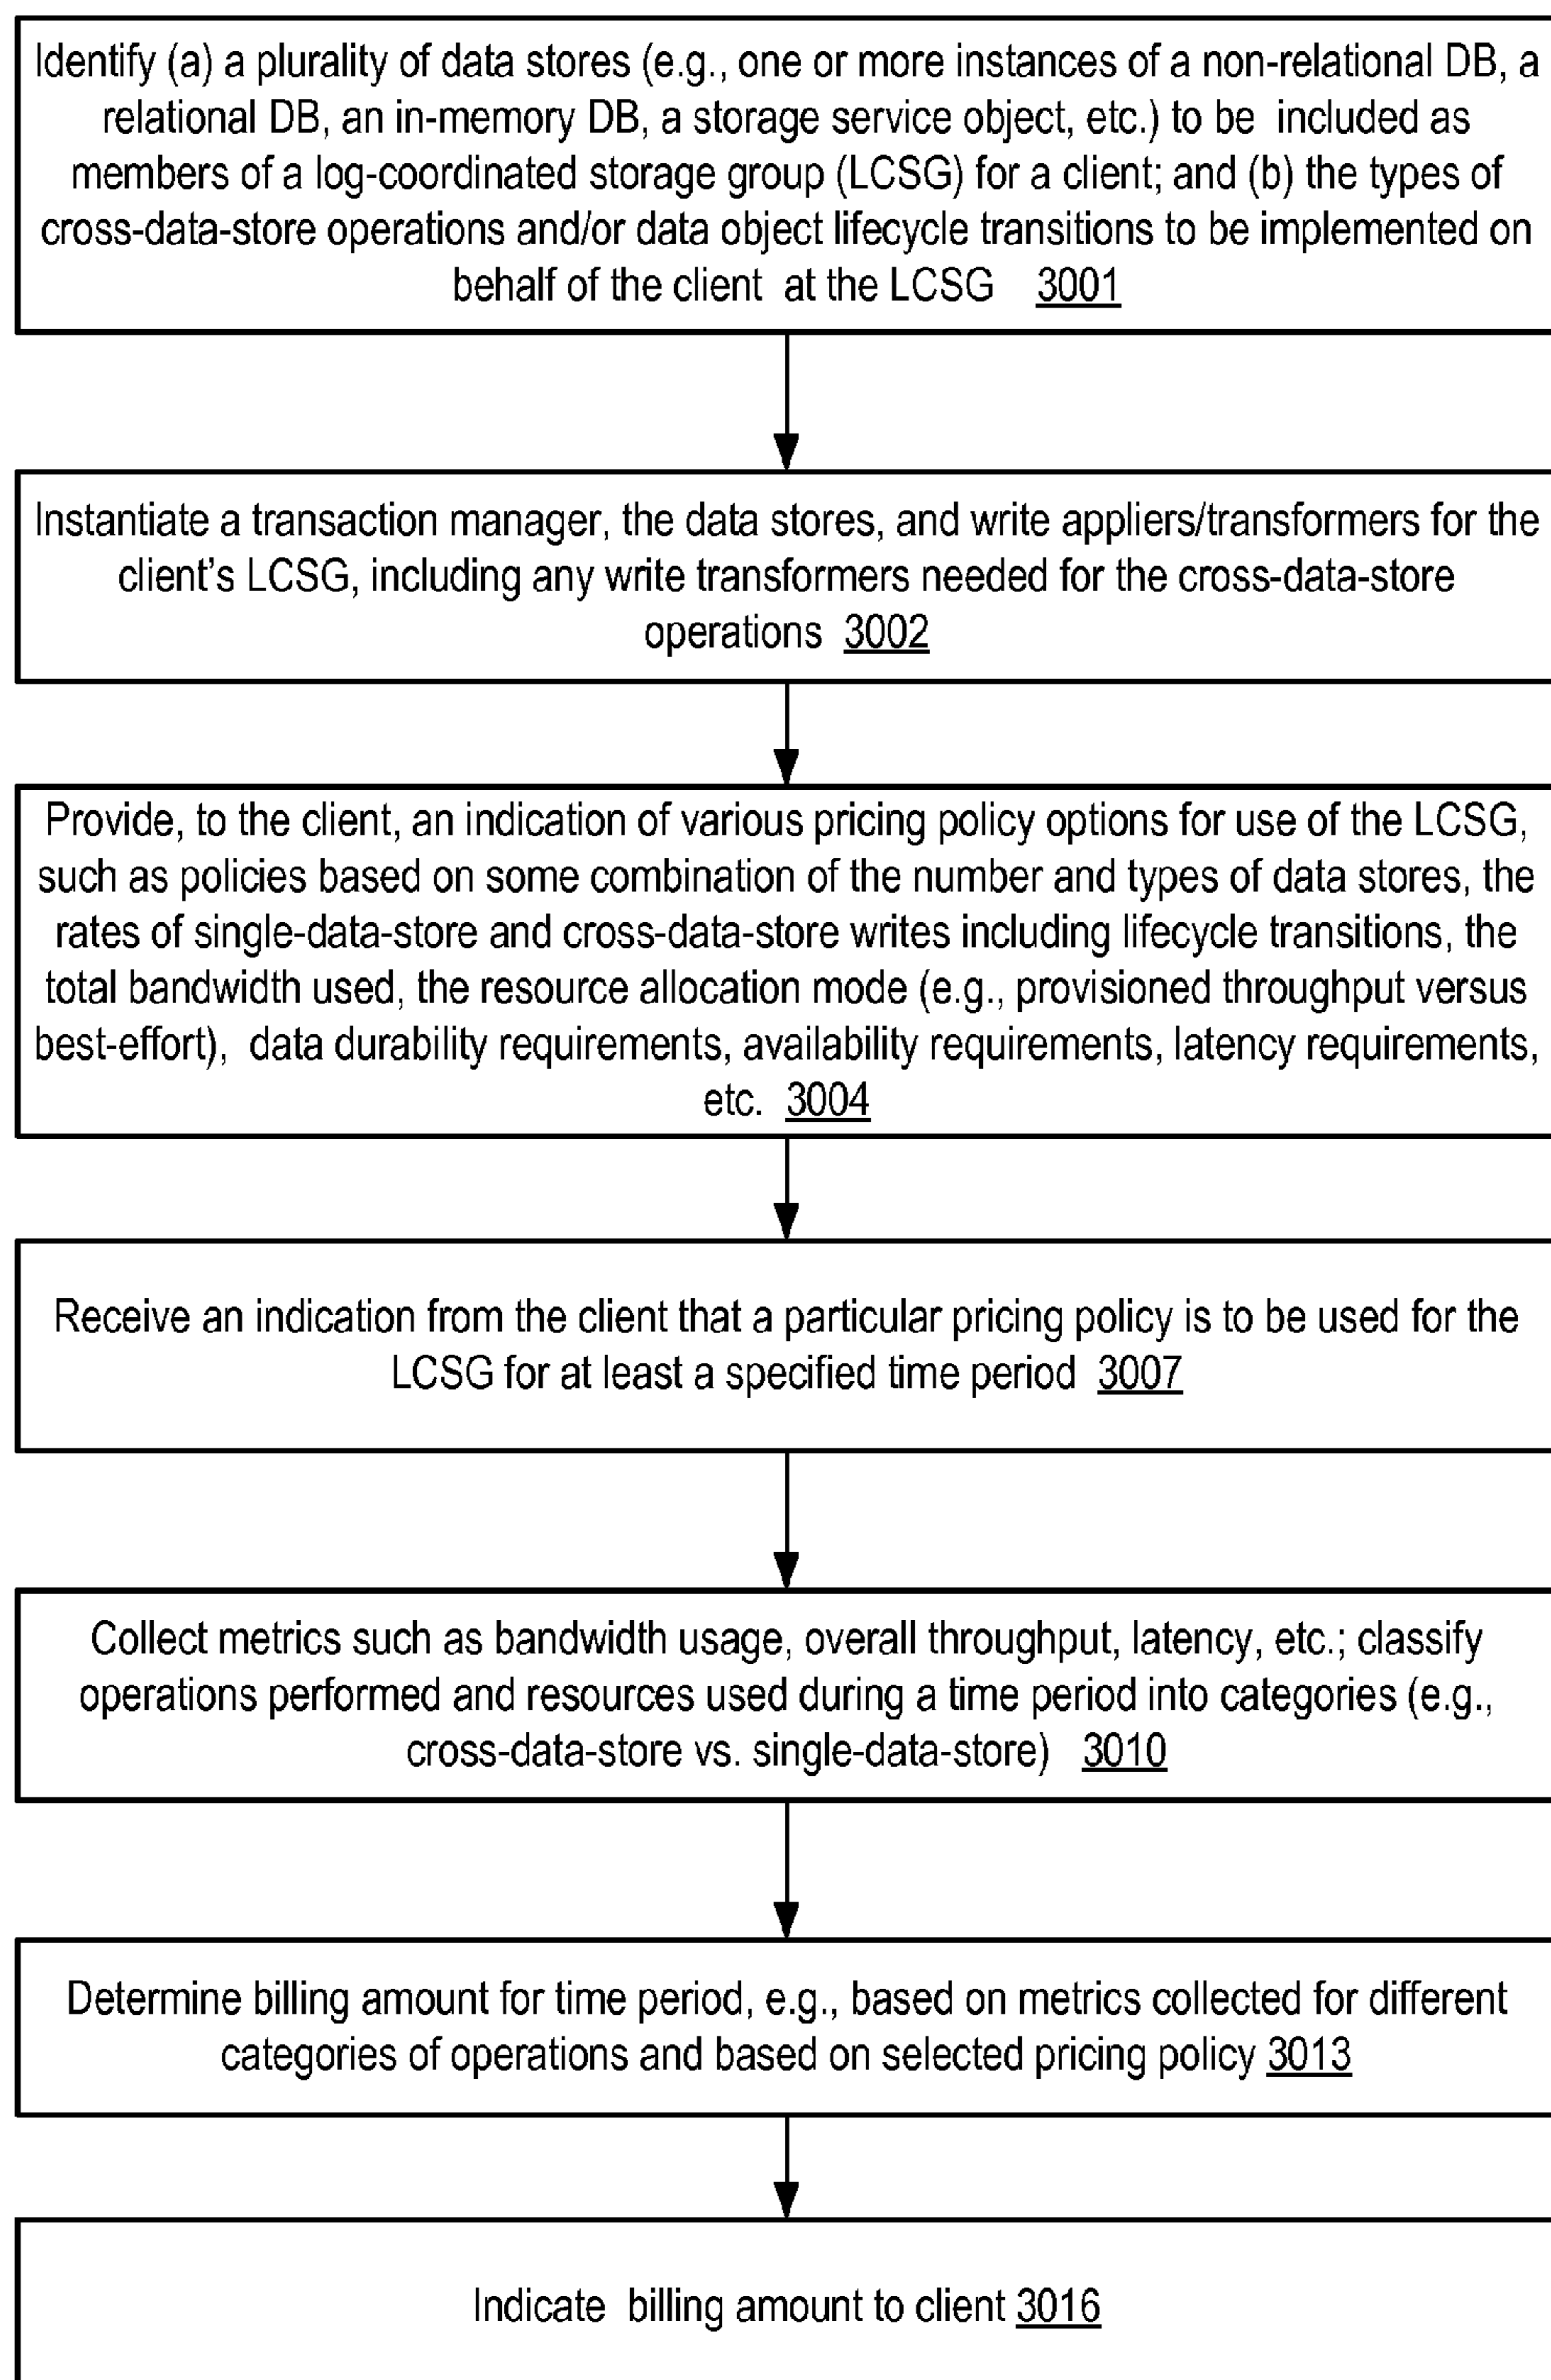 Identify (a) a plurality of data stores (e.g., one or more instances of a non-relational DB, a
relational DB, an in-memory DB, a storage service object, etc.) to be included as
members of a log-coordinated storage group (LCSG) for a client; and (b) the types of
cross-data-store operations and/or data object lifecycle transitions to be implemented on
behalf of the client at the LCSG 3001
Instantiate a transaction manager, the data stores, and write appliers/transformers for the
client's LCSG, including any write transformers needed for the cross-data-store
operations 3002
Provide, to the client, an indication of various pricing policy options for use of the LCSG,
such as policies based on some combination of the number and types of data stores, the
rates of single-data-store and cross-data-store writes including lifecycle transitions, the
total bandwidth used, the resource allocation mode (e.g., provisioned throughput versus
best-effort), data durability requirements, availability requirements, latency requirements,
etc. 3004
Receive an indication from the client that a particular pricing policy is to be used for the
LCSG for at least a specified time period 3007
Collect metrics such as bandwidth usage, overall throughput, latency, etc.; classify
operations performed and resources used during a time period into categories (e.g.,
cross-data-store vs. single-data-store) 3010
Determine billing amount for time period, e.g., based on metrics collected for different
categories of operations and based on selected pricing policy 3013
Indicate billing amount to client 3016